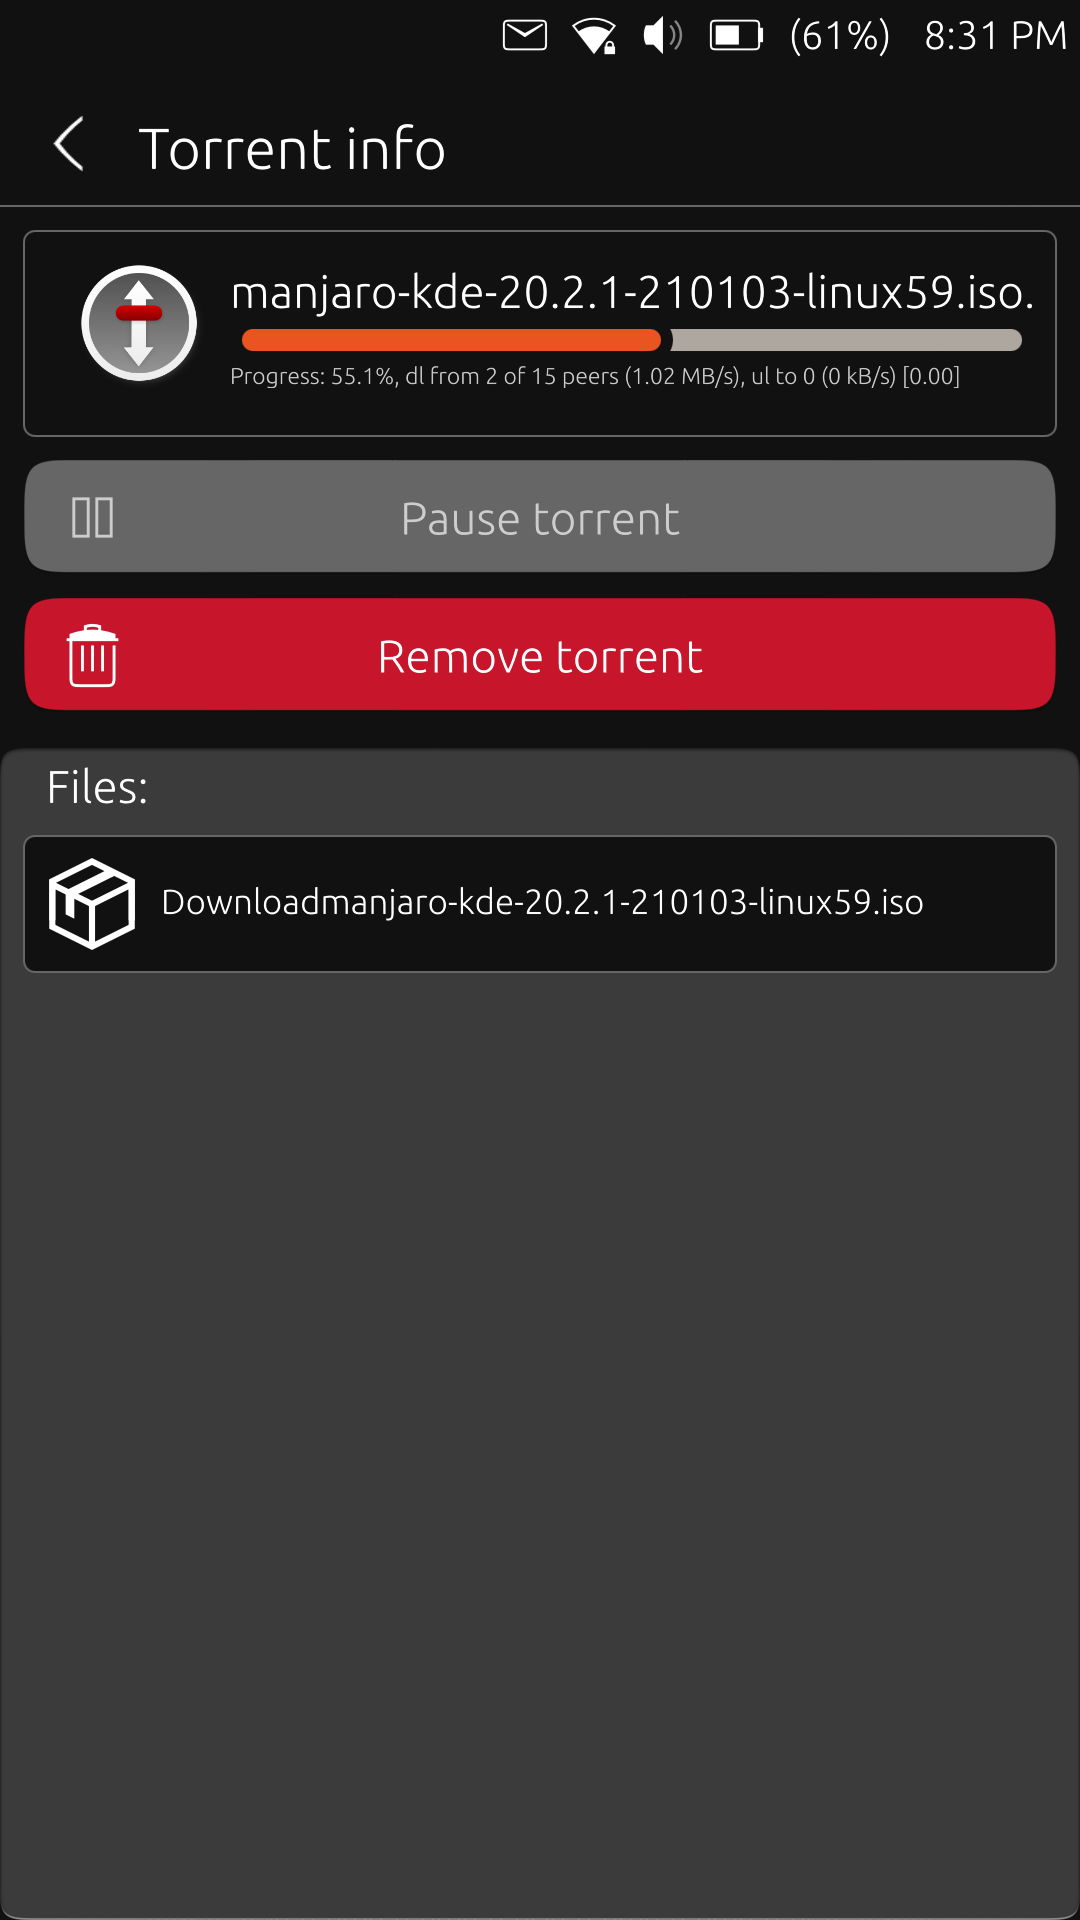 (61%) 8:31 PM
Torrent info
manjaro-kde-20.2.1-210103-linux59.iso.
Progress: 55.1%, dl from 2 of 15 peers (1.02 MB/s), ul to 0 (0 kB/s) [0.00]
Pause torrent
Remove torrent
Files:
Downloadmanjaro-kde-20.2.1-210103-linux59.iso